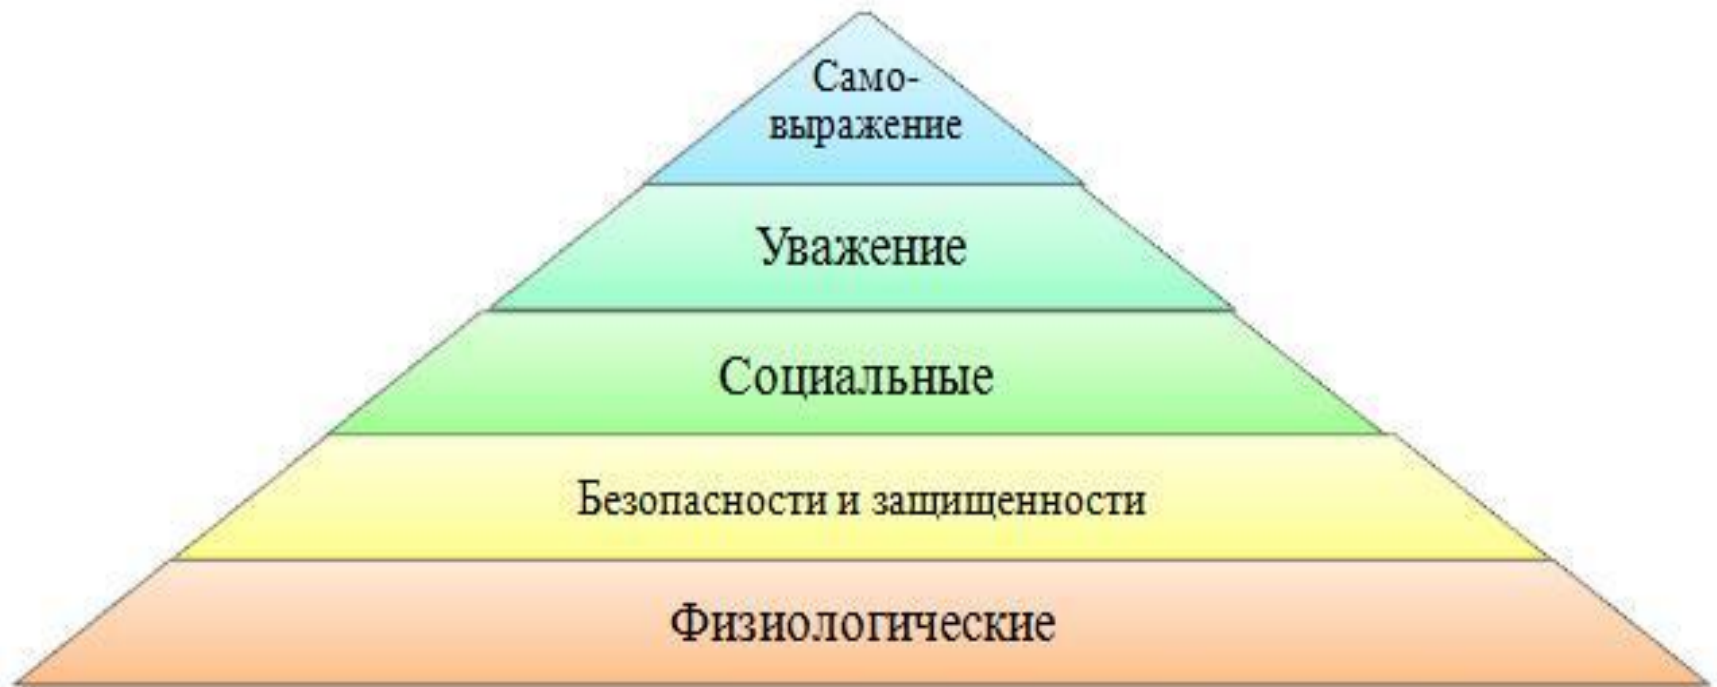 Само-
выражение
Уважение
Социальные
Безопасности и защищенности
Физиологические